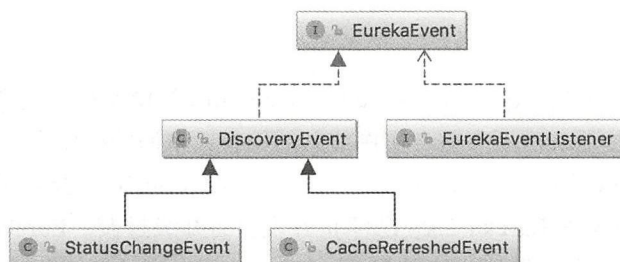 I EurekaEvent
C DiscoveryEvent
I EurekaEventListener
C StatusChangeEvent
C CacheRefreshedEvent